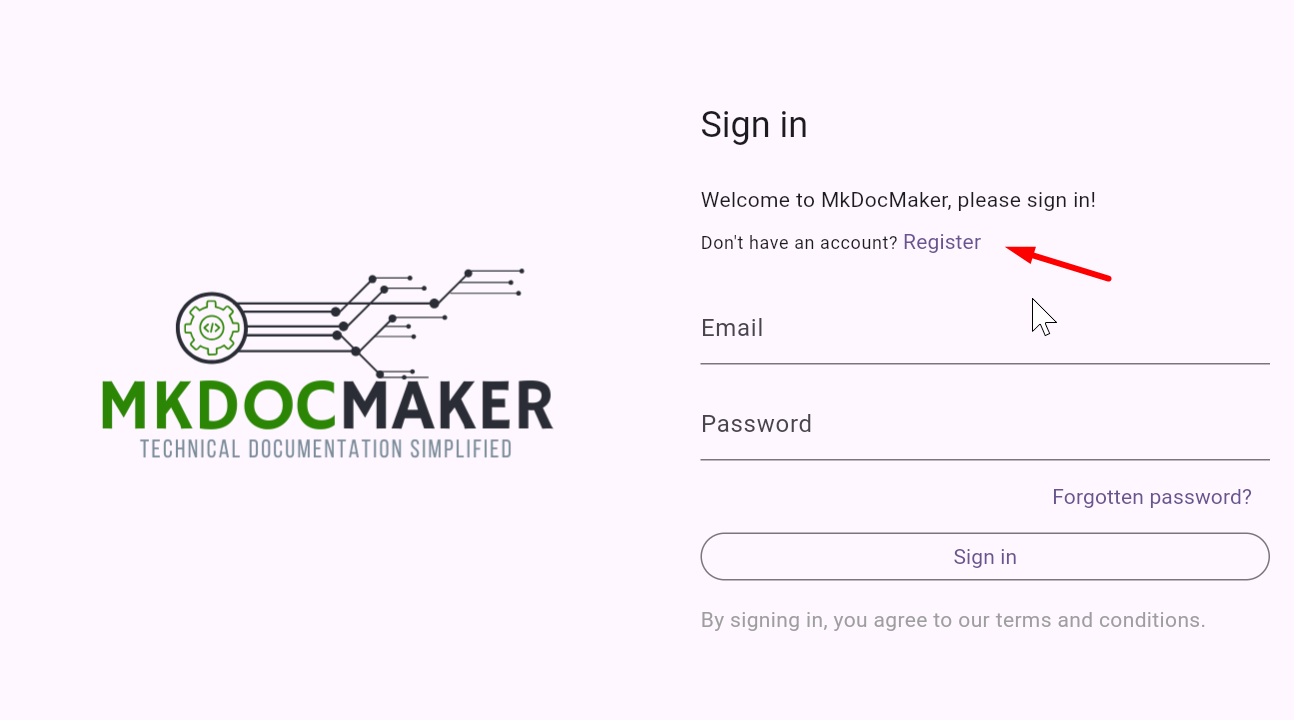 MKDOCMAKER
TECHNICAL DOCUMENTATION SIMPLIFIED
Sign in
Welcome to MkDocMaker, please sign in!
Don't have an account? Register
Email
Password
Forgotten password?
Sign in
By signing in, you agree to our terms and conditions.